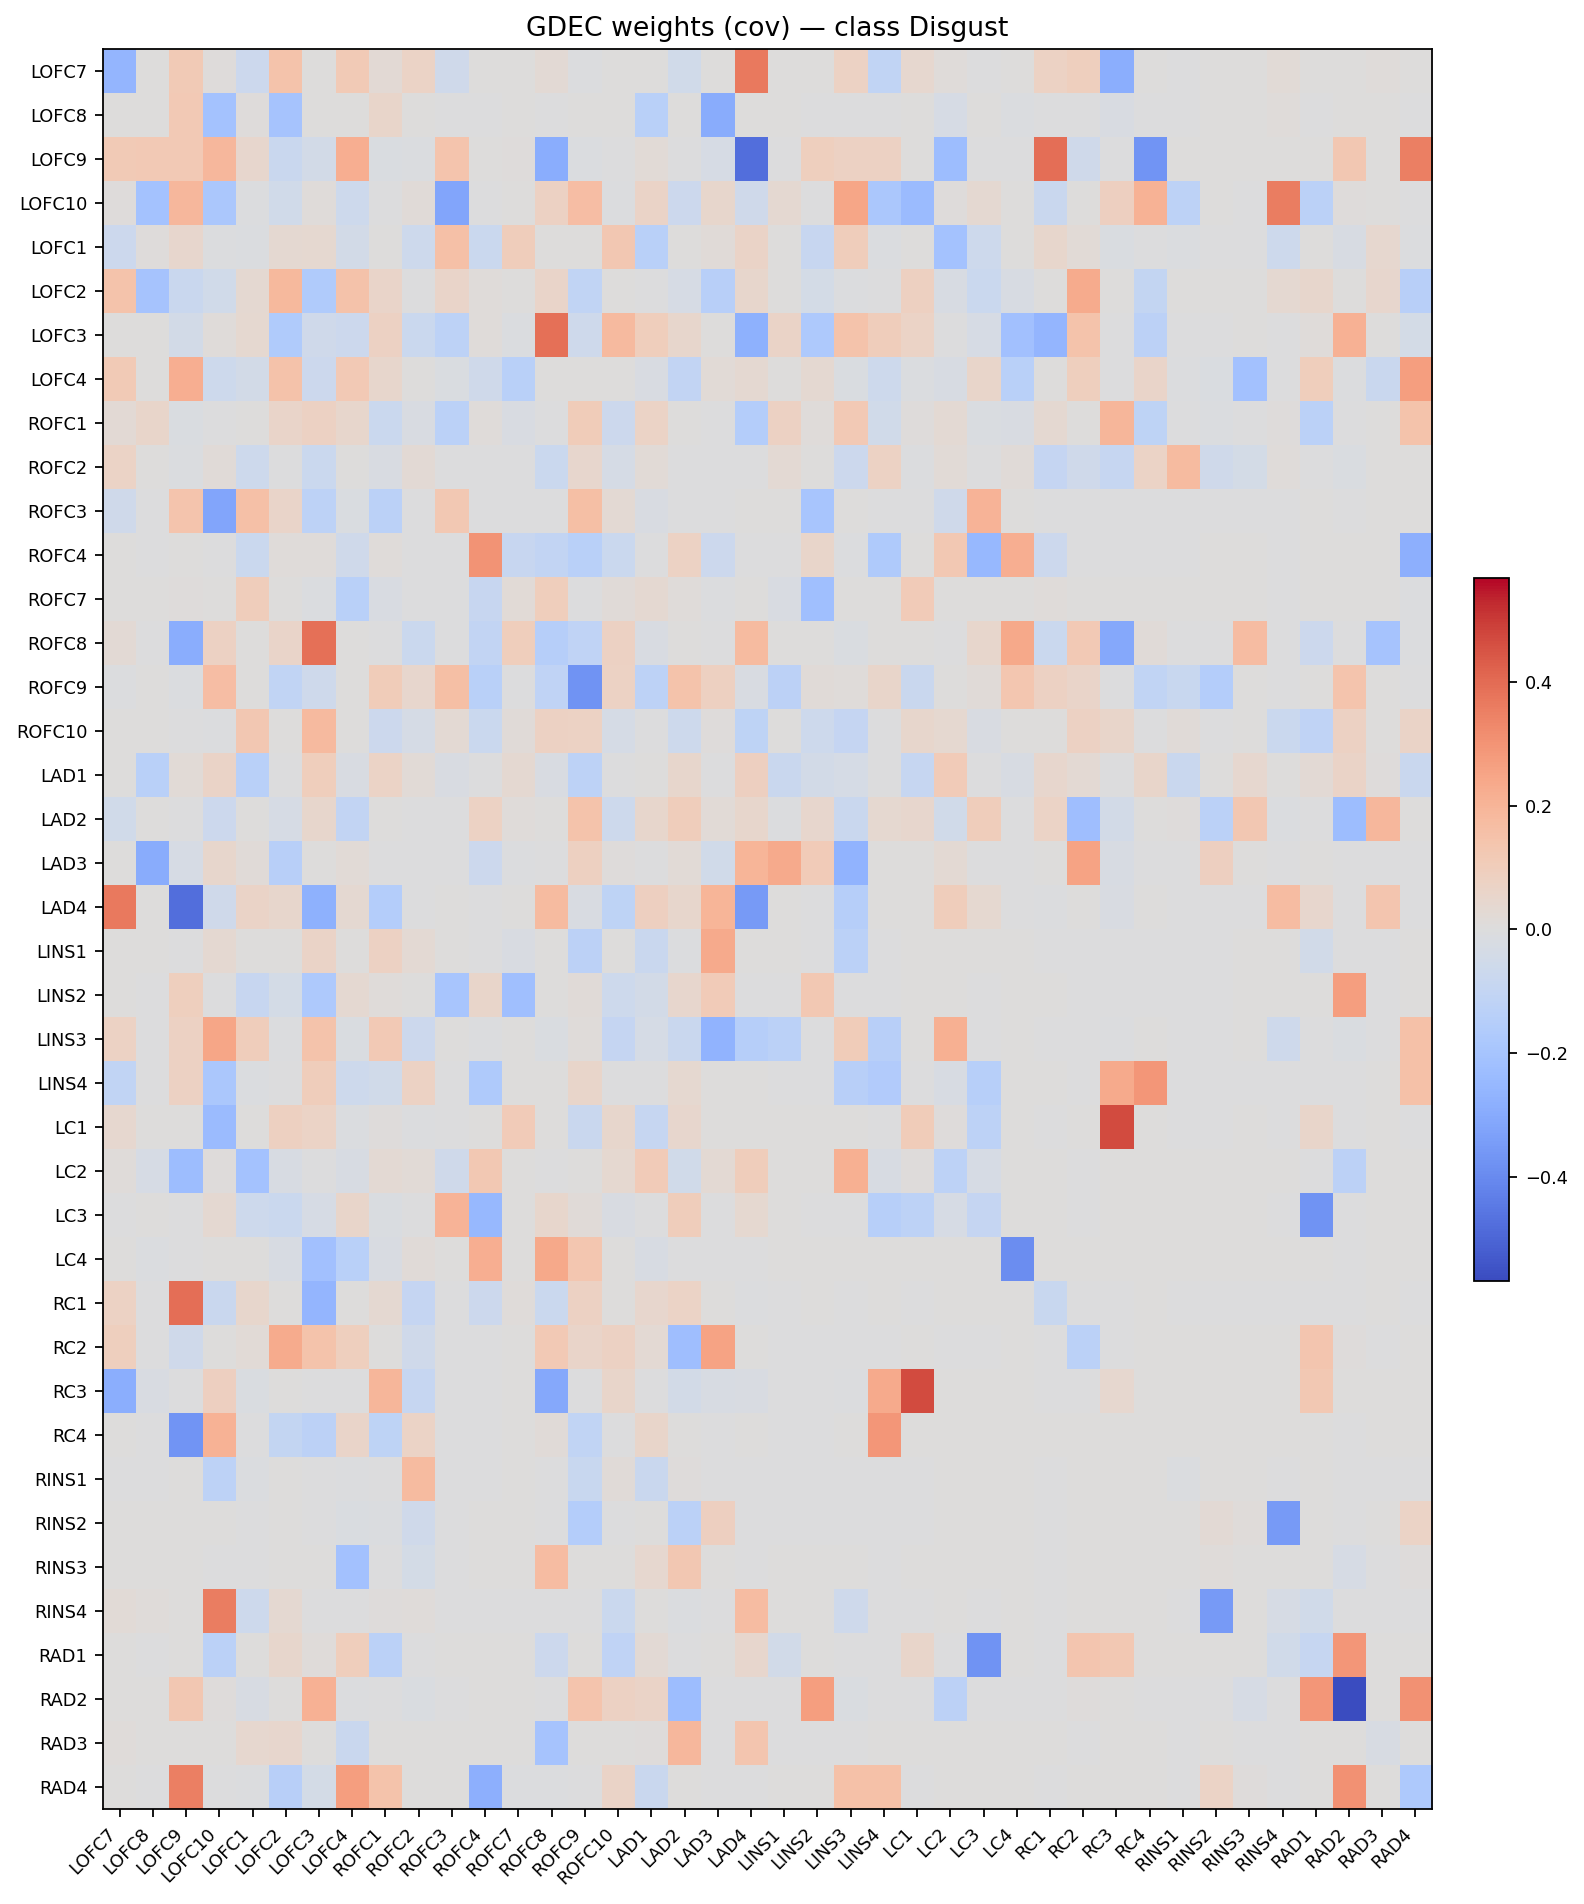 GDEC weights (cov) — class Disgust
LOFC7
LOFC8
LOFC9
LOFC10
LOFC1
LOFC2
LOFC3
LOFC4
ROFC1
ROFC2
ROFC3
ROFC4
ROFC7
ROFC8
ROFC9
ROFC10
LAD1
LAD2
LAD3
LAD4
LINS1
LINS2
LINS3
LINS4
LC1
LC2
LC3
LC4
RC1
RC2
RC3
RC4
RINS1
RINS2
RINS3
RINS4
RAD1
RAD2
RAD3
RAD4
LOFC7 LOFC8 LOFC9 LOFC10 LOFC1 LOFC2 LOFC3 LOFC4 ROFC1 ROFC2 ROFC3 ROFC4 ROFC7 ROFC8 ROFC9 ROFC10 LAD1 LAD2 LAD3 LAD4 LINS1 LINS2 LINS3 LINS4 LC1 LC2 LC3 LC4 RC1 RC2 RC3 RC4 RINS1 RINS2 RINS3 RINS4 RAD1 RAD2 RAD3 RAD4
0.4
0.2
0.0
−0.2
−0.4